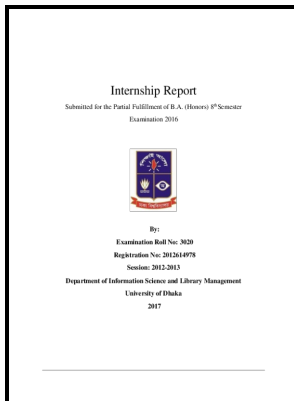 Internship Report
Submitted for the Partial Fulfillment of B.A. (Honors) 8th Semester
Examination 2016
By:
Examination Roll No: 3020
Registration No: 2012614978
Session: 2012-2013
Department of Information Science and Library Management
University of Dhaka
2017